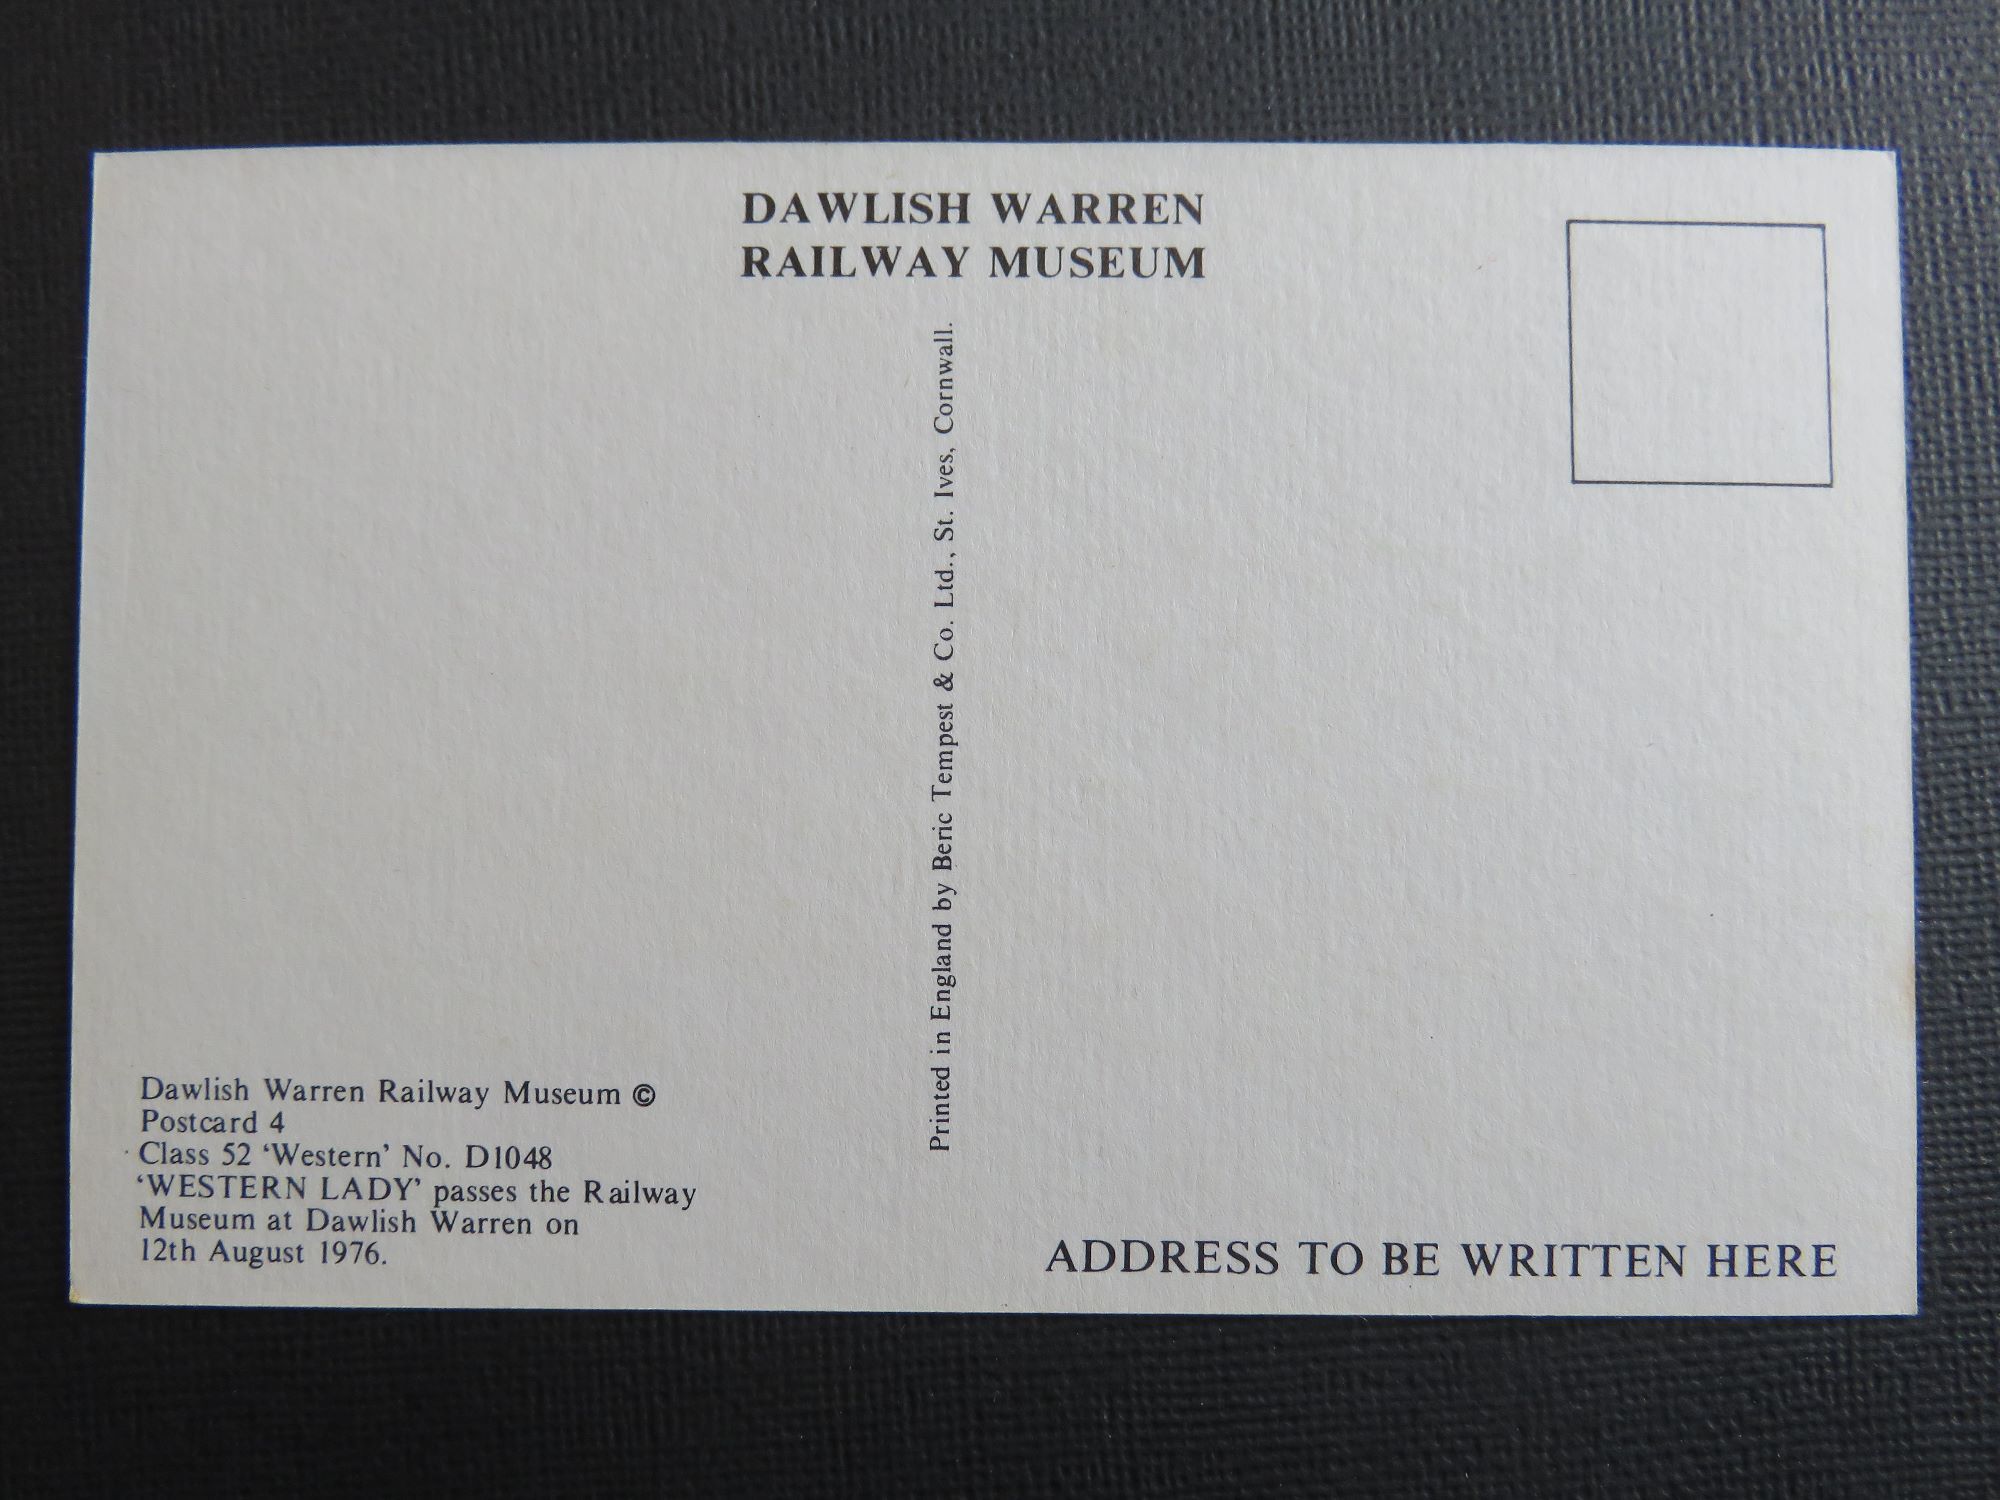 DAWLISH WARREN
RAILWAY MUSEUM
Printed in England by Beric Tempest & Co. Ltd., St. Ives, Cornwall.
Dawlish Warren Railway Museum ©
Postcard 4
Class 52 ‘Western’ No. D1048
‘WESTERN LADY’ passes the Railway
Museum at Dawlish Warren on
12th August 1976.
ADDRESS TO BE WRITTEN HERE